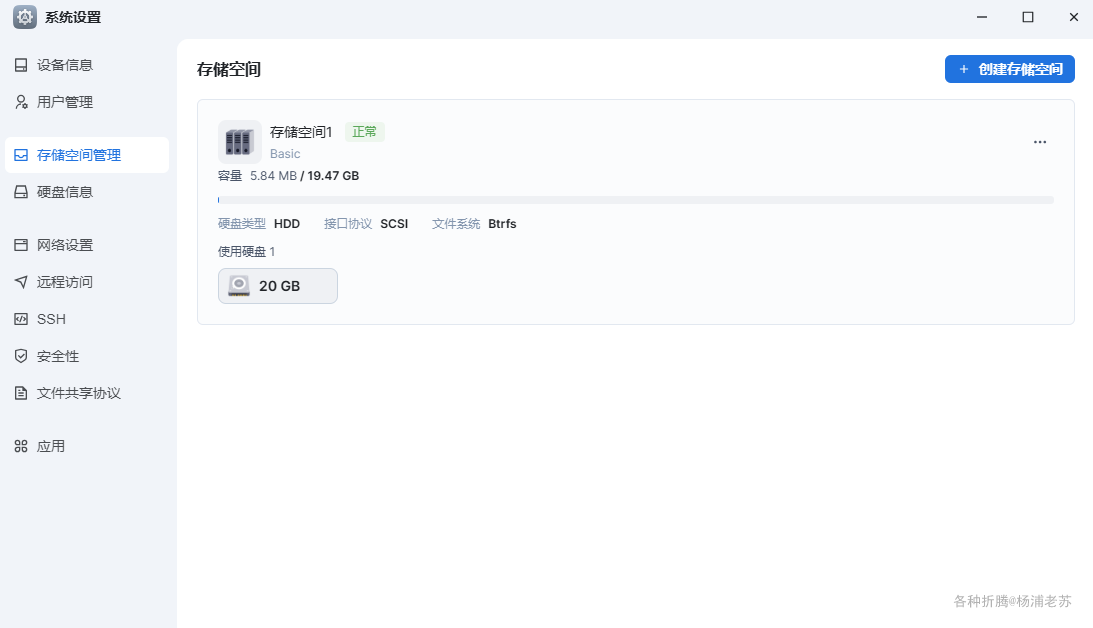 系统设置
设备信息
用户管理
存储空间管理
硬盘信息
网络设置
远程访问
SSH
安全性
文件共享协议
应用
存储空间
+ 创建存储空间
存储空间1 正常
Basic
容量 5.84 MB / 19.47 GB
硬盘类型 HDD 接口协议 SCSI 文件系统 Btrfs
使用硬盘 1
20 GB
各种折腾@杨浦老苏